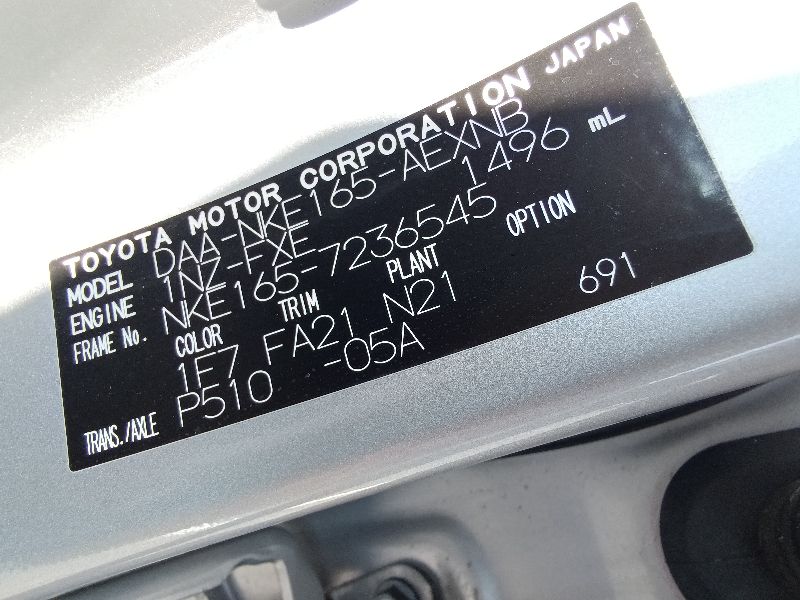 TOYOTA MOTOR CORPORATION JAPAN
MODEL DAA-NKE165-AEXNB
ENGINE 1NZ-FXE 1496 mL
FRAME No. NKE165-7236545
COLOR TRIM PLANT OPTION
1F7 FA21 N21
TRANS./AXLE P510 -05A 691